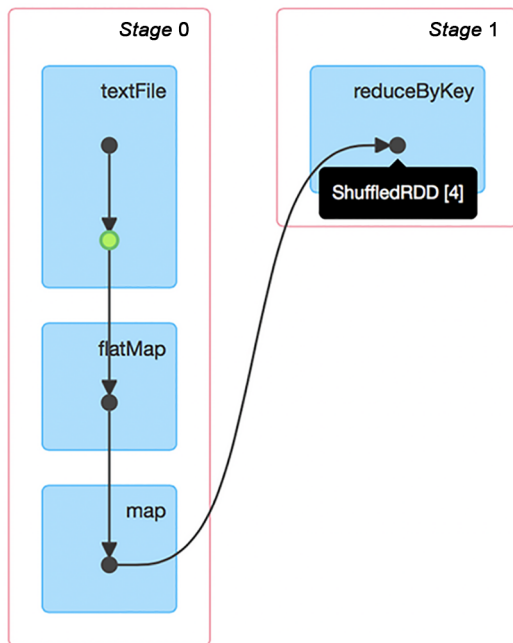 Stage 0
textFile
flatMap
map
Stage 1
reduceByKey
ShuffledRDD [4]